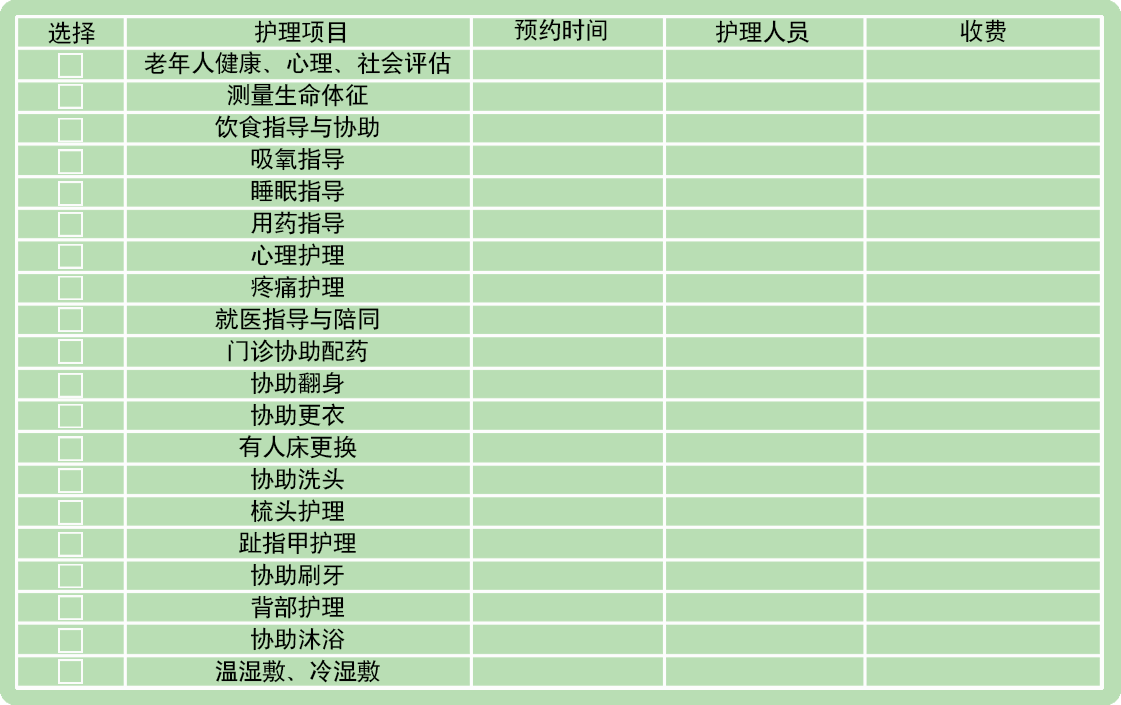 选择 护理项目 预约时间 护理人员 收费
老年人健康、心理、社会评估
测量生命体征
饮食指导与协助
吸氧指导
睡眠指导
用药指导
心理护理
疼痛护理
就医指导与陪同
门诊协助配药
协助翻身
协助更衣
有人床更换
协助洗头
梳头护理
趾指甲护理
协助刷牙
背部护理
协助沐浴
温湿敷、冷湿敷